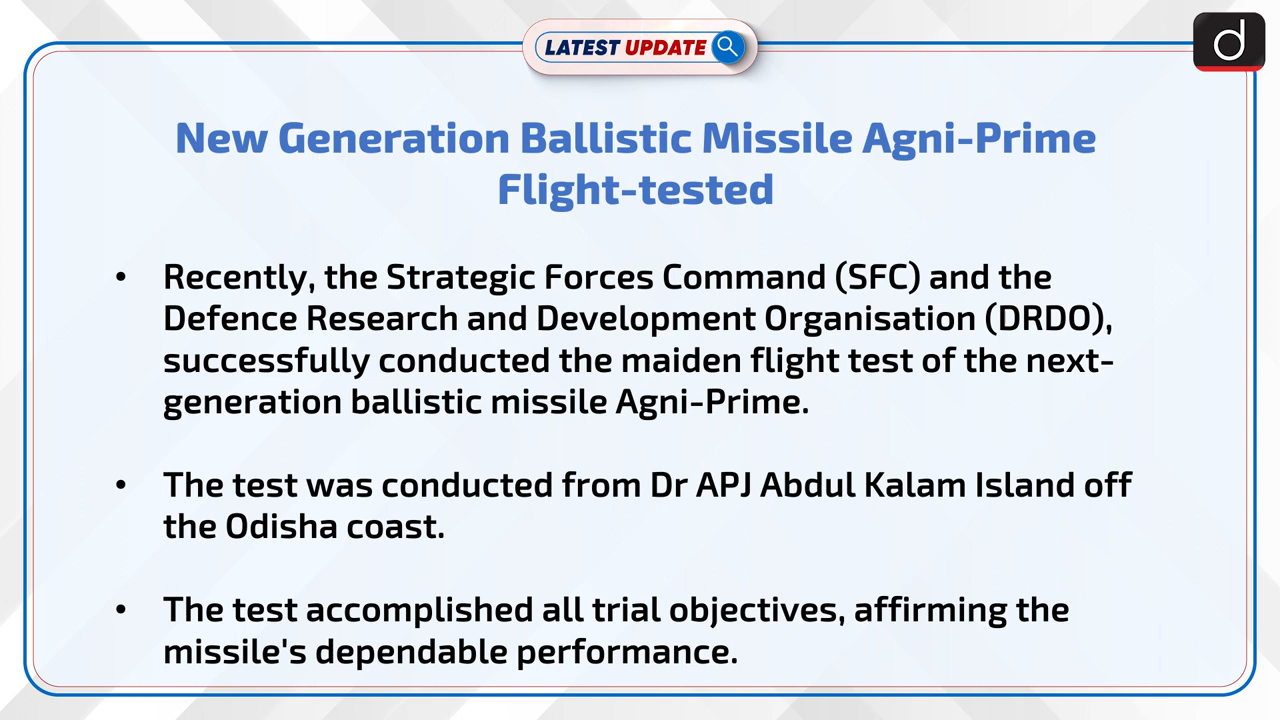 LATEST UPDATE
d
New Generation Ballistic Missile Agni-Prime
Flight-tested
• Recently, the Strategic Forces Command (SFC) and the
Defence Research and Development Organisation (DRDO),
successfully conducted the maiden flight test of the next-
generation ballistic missile Agni-Prime.
• The test was conducted from Dr APJ Abdul Kalam Island off
the Odisha coast.
• The test accomplished all trial objectives, affirming the
missile's dependable performance.